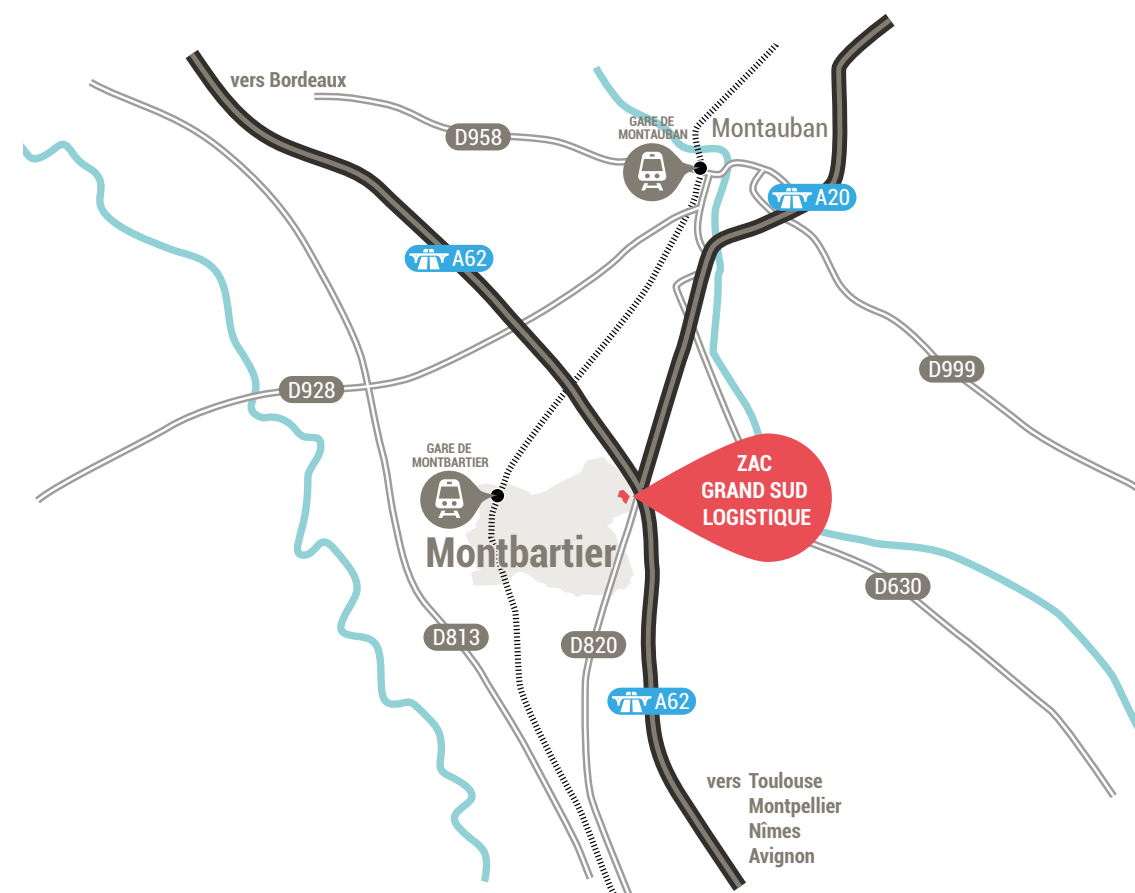 vers Bordeaux
D958
GARE DE
MONTAUBAN
Montauban
A20
A62
D999
D928
GARE DE
MONTBARTIER
ZAC
GRAND SUD
LOGISTIQUE
Montbartier
D630
D813
D820
A62
vers Toulouse
Montpellier
Nîmes
Avignon